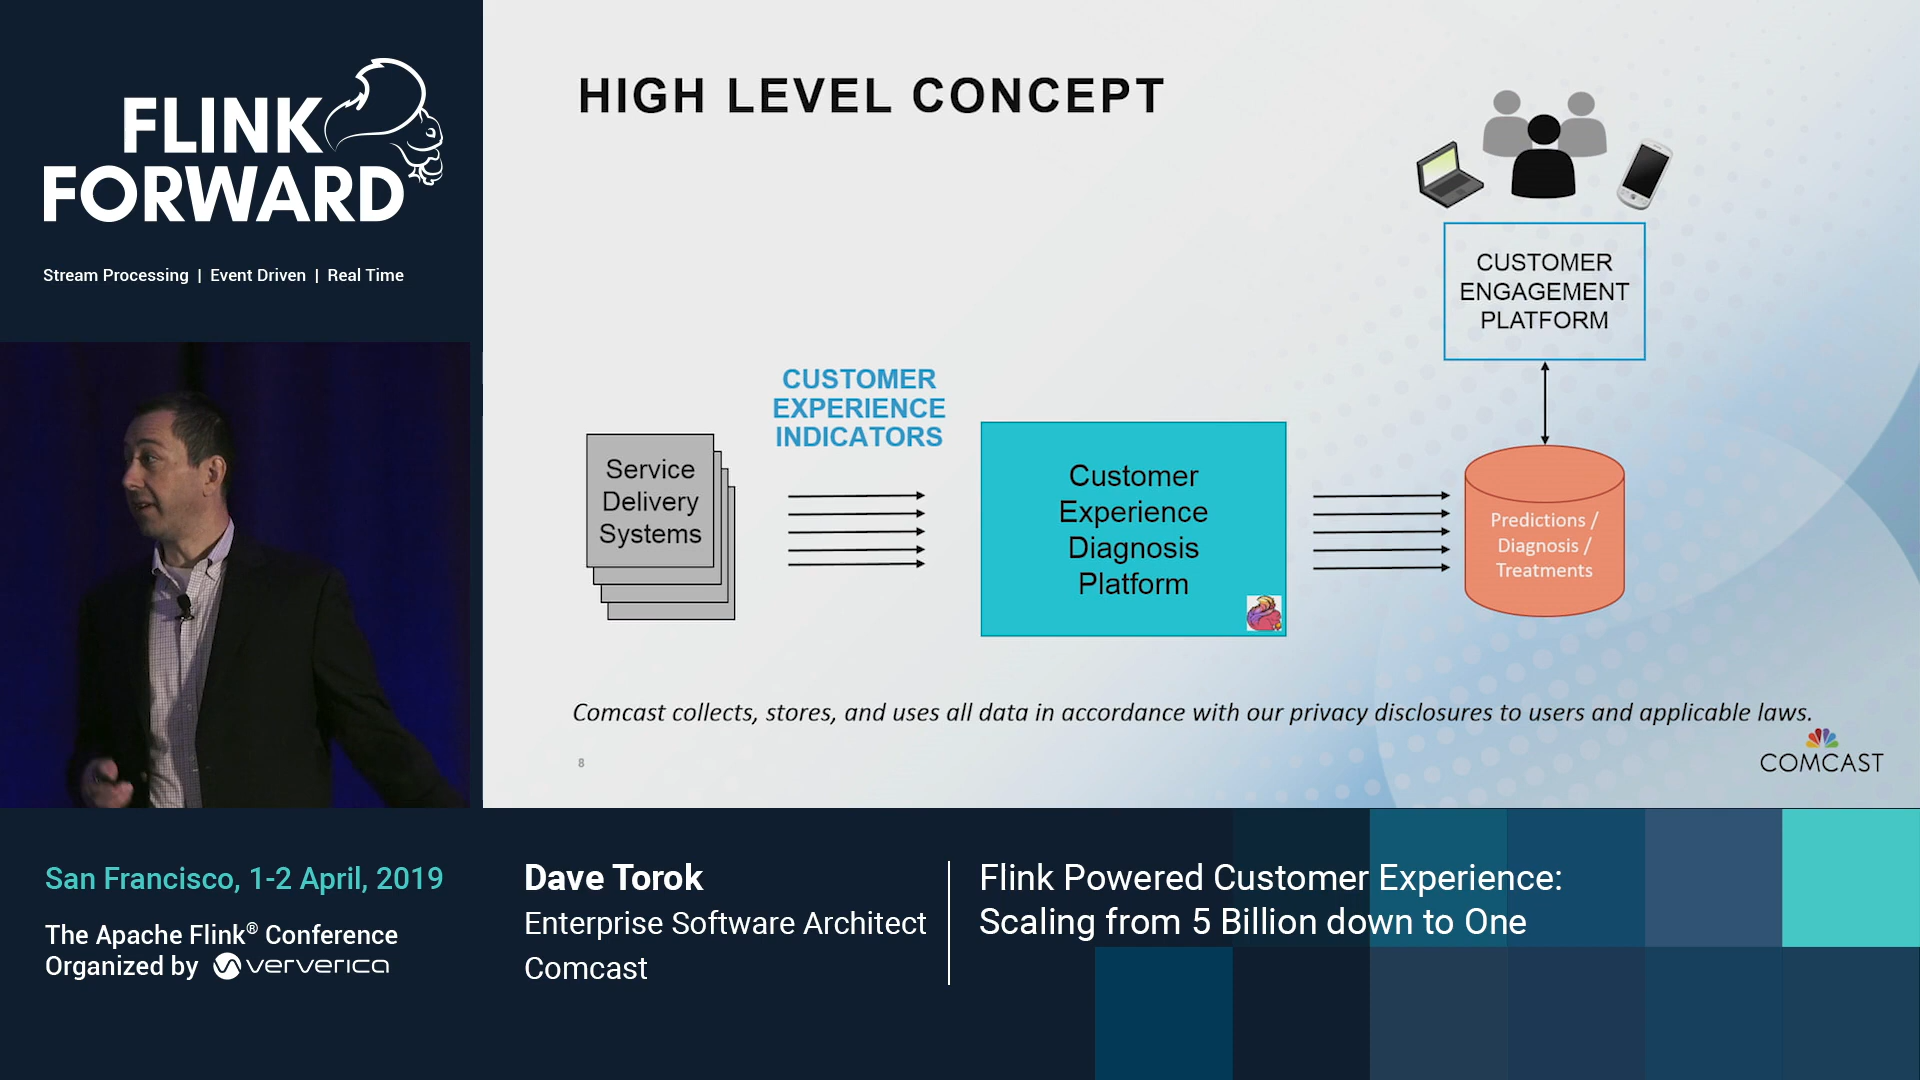 FLINK
FORWARD
Stream Processing | Event Driven | Real Time
HIGH LEVEL CONCEPT
CUSTOMER
ENGAGEMENT
PLATFORM
CUSTOMER
EXPERIENCE
INDICATORS
Service
Delivery
Systems
Customer
Experience
Diagnosis
Platform
Predictions /
Diagnosis /
Treatments
Comcast collects, stores, and uses all data in accordance with our privacy disclosures to users and applicable laws.
8
COMCAST
San Francisco, 1-2 April, 2019
The Apache Flink® Conference
Organized by ververica
Dave Torok
Enterprise Software Architect
Comcast
Flink Powered Customer Experience:
Scaling from 5 Billion down to One